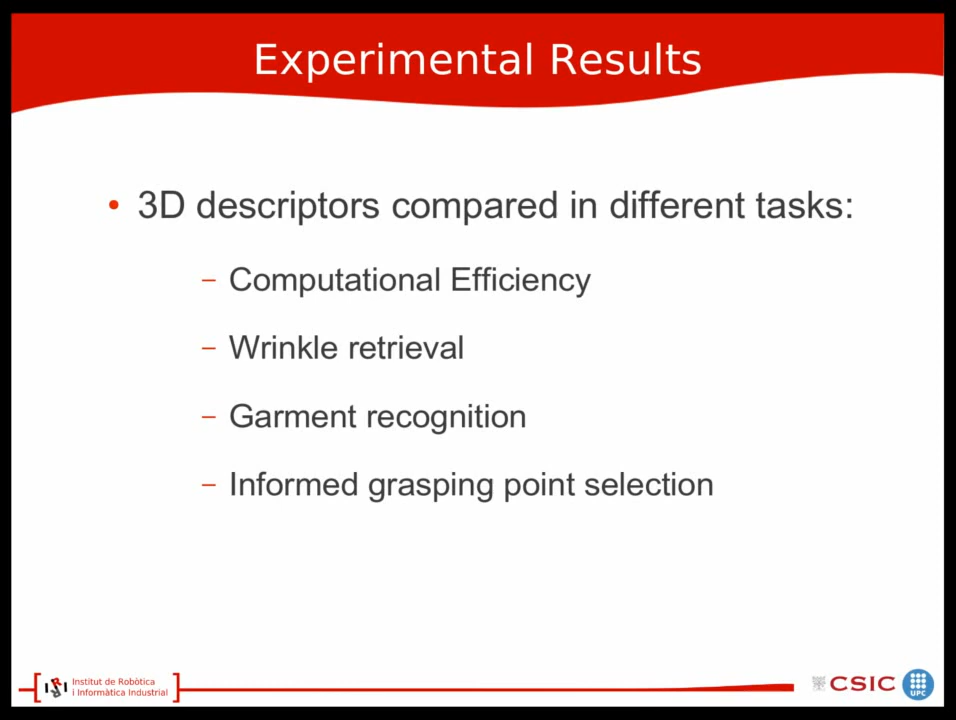 Experimental Results
• 3D descriptors compared in different tasks:
– Computational Efficiency
– Wrinkle retrieval
– Garment recognition
– Informed grasping point selection
Institut de Robòtica
i Informàtica Industrial
CSIC
UPC